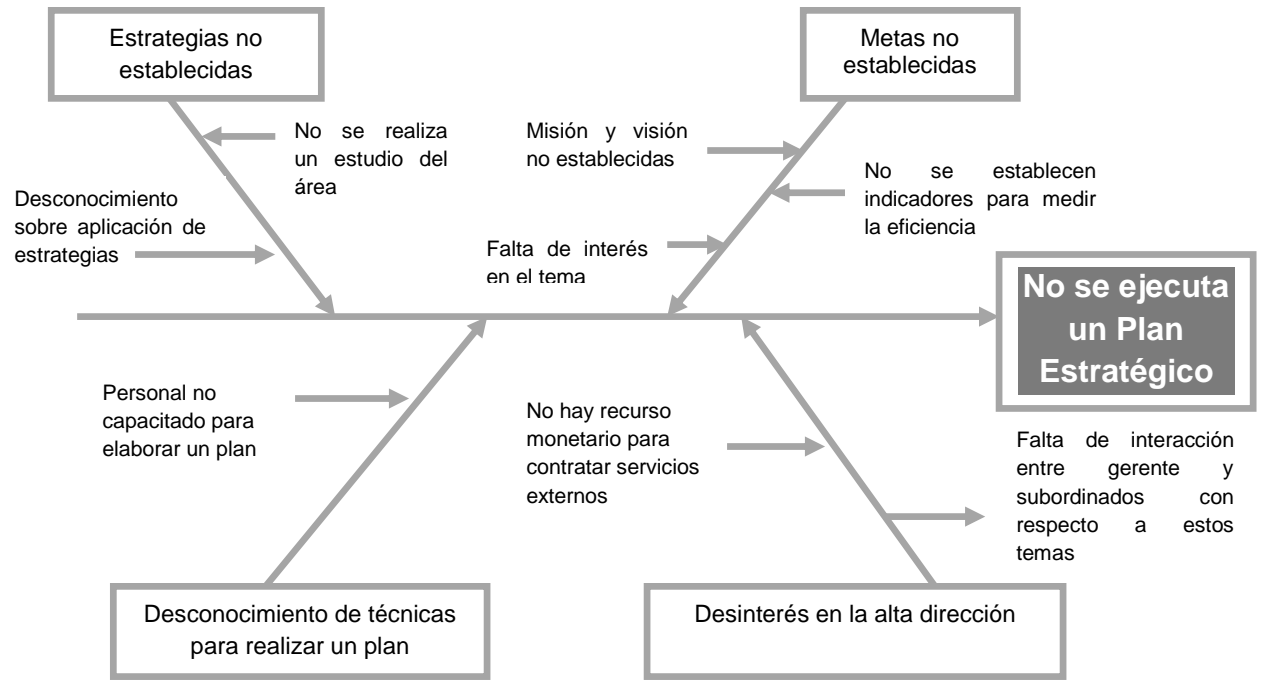 Estrategias no
establecidas
Metas no
establecidas
No se realiza
un estudio del
área
Misión y visión
no establecidas
No se establecen
indicadores para medir
la eficiencia
Desconocimiento
sobre aplicación de
estrategias
Falta de interés
en el tema
No se ejecuta
un Plan
Estratégico
Personal no
capacitado para
elaborar un plan
No hay recurso
monetario para
contratar servicios
externos
Falta de interacción
entre gerente y
subordinados con
respecto a estos
temas
Desconocimiento de técnicas
para realizar un plan
Desinterés en la alta dirección